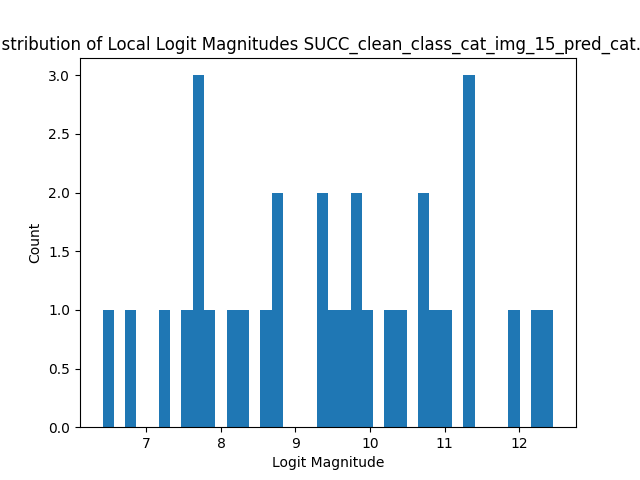 stribution of Local Logit Magnitudes SUCC_clean_class_cat_img_15_pred_cat.
3.0
2.5
2.0
1.5
1.0
0.5
0.0
Count
7 8 9 10 11 12
Logit Magnitude